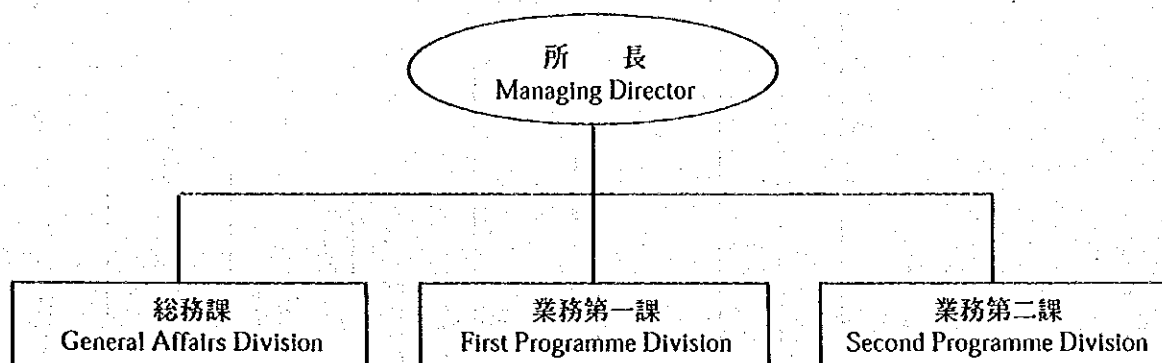 所 長
Managing Director
総務課
General Affairs Division
業務第一課
First Programme Division
業務第二課
Second Programme Division